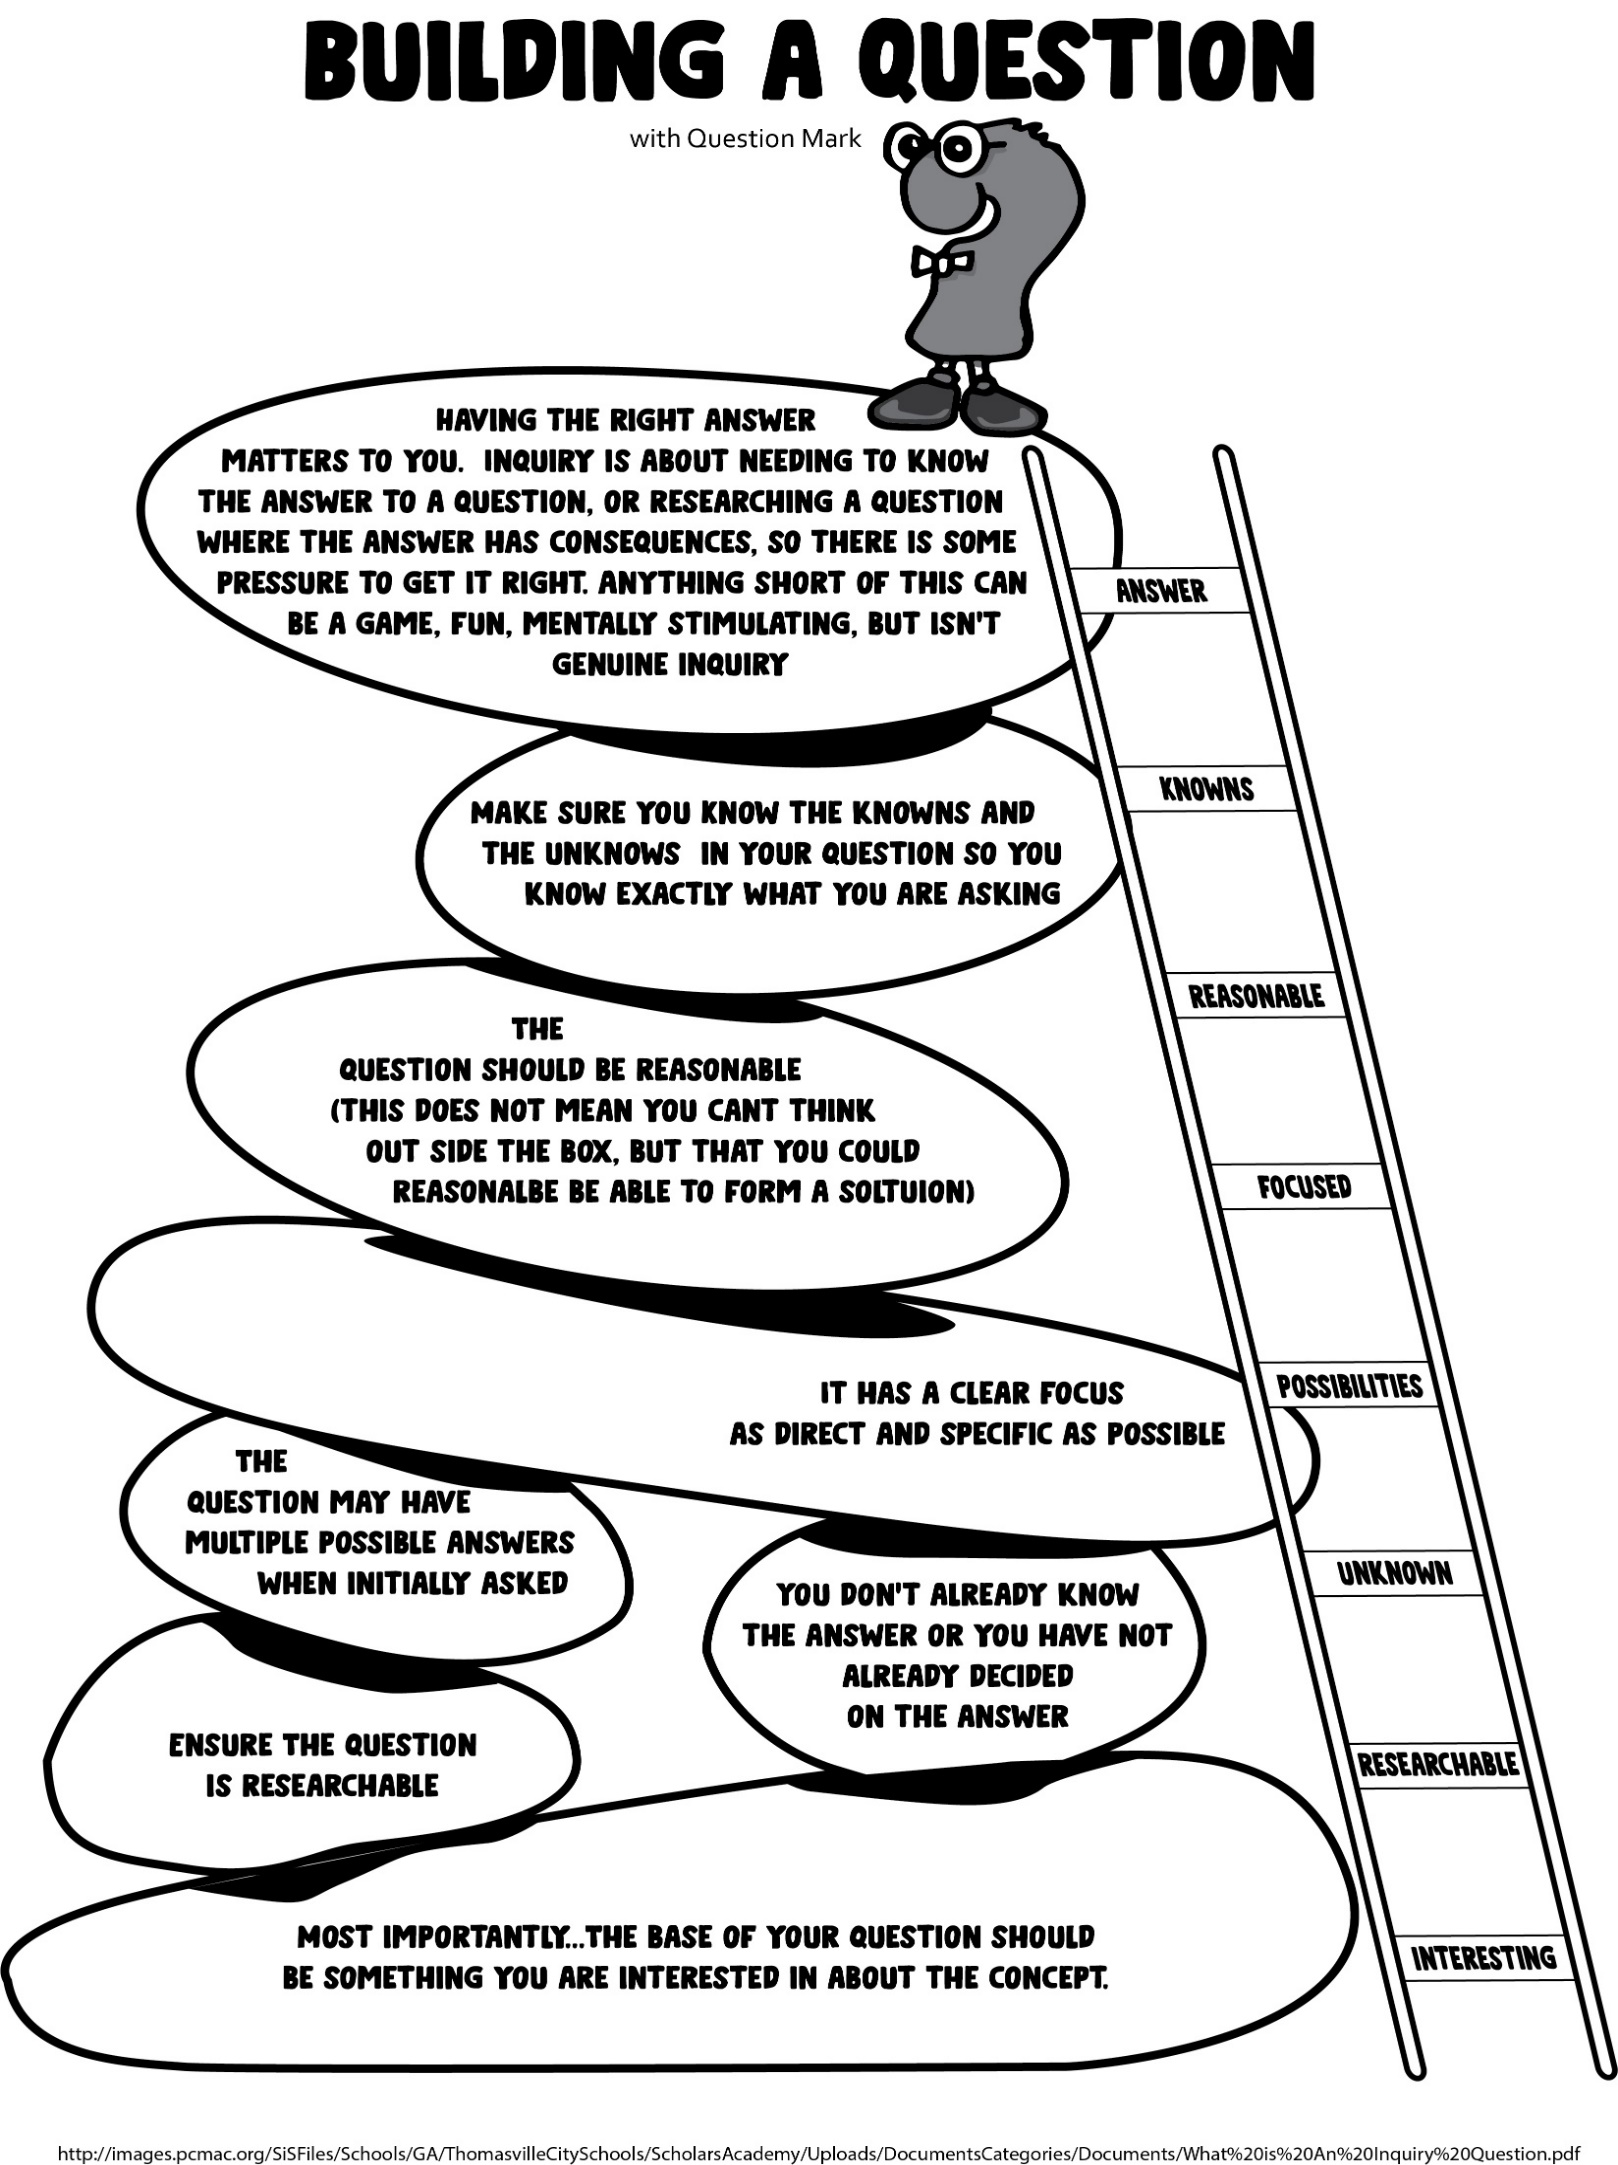 BUILDING A QUESTION
with Question Mark
HAVING THE RIGHT ANSWER
MATTERS TO YOU. INQUIRY IS ABOUT NEEDING TO KNOW
THE ANSWER TO A QUESTION, OR RESEARCHING A QUESTION
WHERE THE ANSWER HAS CONSEQUENCES, SO THERE IS SOME
PRESSURE TO GET IT RIGHT. ANYTHING SHORT OF THIS CAN
BE A GAME, FUN, MENTALLY STIMULATING, BUT ISN'T
GENUINE INQUIRY
ANSWER
KNOWNS
MAKE SURE YOU KNOW THE KNOWNS AND
THE UNKNOWS IN YOUR QUESTION SO YOU
KNOW EXACTLY WHAT YOU ARE ASKING
REASONABLE
THE
QUESTION SHOULD BE REASONABLE
(THIS DOES NOT MEAN YOU CANT THINK
OUT SIDE THE BOX, BUT THAT YOU COULD
REASONALBE BE ABLE TO FORM A SOLTUION)
FOCUSED
IT HAS A CLEAR FOCUS
AS DIRECT AND SPECIFIC AS POSSIBLE
POSSIBILITIES
THE
QUESTION MAY HAVE
MULTIPLE POSSIBLE ANSWERS
WHEN INITIALLY ASKED
UNKNOWN
YOU DON'T ALREADY KNOW
THE ANSWER OR YOU HAVE NOT
ALREADY DECIDED
ON THE ANSWER
ENSURE THE QUESTION
IS RESEARCHABLE
RESEARCHABLE
MOST IMPORTANTLY...THE BASE OF YOUR QUESTION SHOULD
BE SOMETHING YOU ARE INTERESTED IN ABOUT THE CONCEPT.
INTERESTING
http://images.pcmac.org/SiSFiles/Schools/GA/ThomasvilleCitySchools/ScholarsAcademy/Uploads/DocumentsCategories/Documents/What%20is%20An%20Inquiry%20Question.pdf